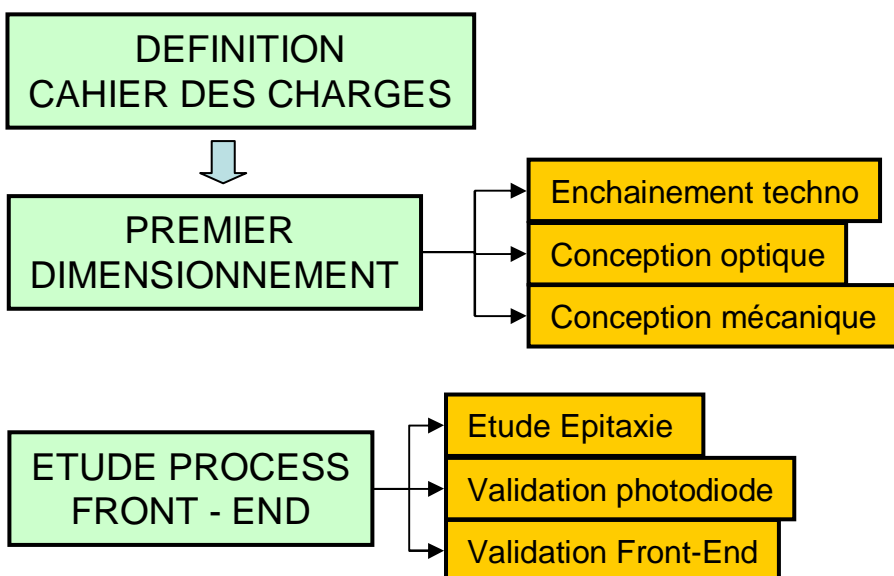 DEFINITION
CAHIER DES CHARGES
PREMIER
DIMENSIONNEMENT
Enchainement techno
Conception optique
Conception mécanique
ETUDE PROCESS
FRONT - END
Etude Epitaxie
Validation photodiode
Validation Front-End